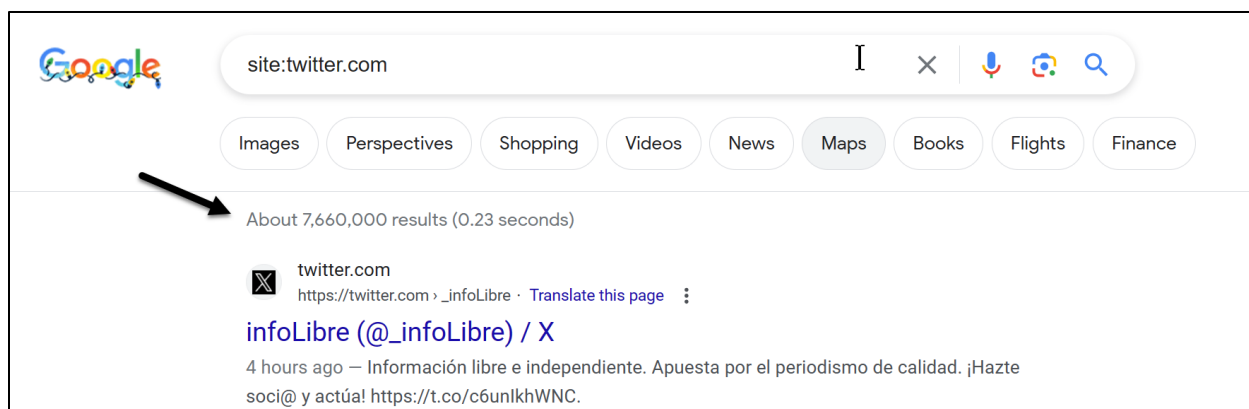 Google
site:twitter.com
Images Perspectives Shopping Videos News Maps Books Flights Finance
About 7,660,000 results (0.23 seconds)
twitter.com
https://twitter.com › _infoLibre · Translate this page
infoLibre (@_infoLibre) / X
4 hours ago — Información libre e independiente. Apuesta por el periodismo de calidad. ¡Hazte
soci@ y actúa! https://t.co/c6unIkhWNC.